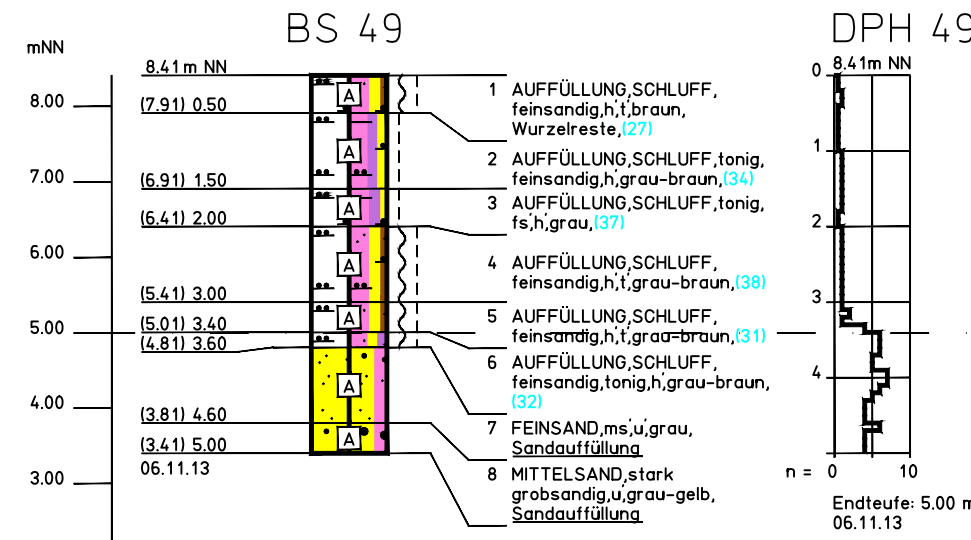 BS 49
DPH 49
mNN
8.41m NN
8.00
(7.91) 0.50
7.00
(6.91) 1.50
(6.41) 2.00
6.00
(5.41) 3.00
5.00
(5.01) 3.40
(4.81) 3.60
4.00
(3.81) 4.60
(3.41) 5.00
06.11.13
3.00
A
A
A
A
A
A
A
1 AUFFÜLLUNG,SCHLUFF,
feinsandig,h',t',braun,
Wurzelreste,(27)
2 AUFFÜLLUNG,SCHLUFF,tonig,
feinsandig,h',grau-braun,(34)
3 AUFFÜLLUNG,SCHLUFF,tonig,
fs',h',grau,(37)
4 AUFFÜLLUNG,SCHLUFF,
feinsandig,h',t',grau-braun,(38)
5 AUFFÜLLUNG,SCHLUFF,
feinsandig,h',t',grau-braun,(31)
6 AUFFÜLLUNG,SCHLUFF,
feinsandig,tonig,h',grau-braun,
(32)
7 FEINSAND,ms',u',grau,
Sandauffüllung
8 MITTELSAND,stark
grobsandig,u',grau-gelb,
Sandauffüllung
8.41m NN
0
1
2
3
4
n = 0 10
Endteufe: 5.00 m
06.11.13